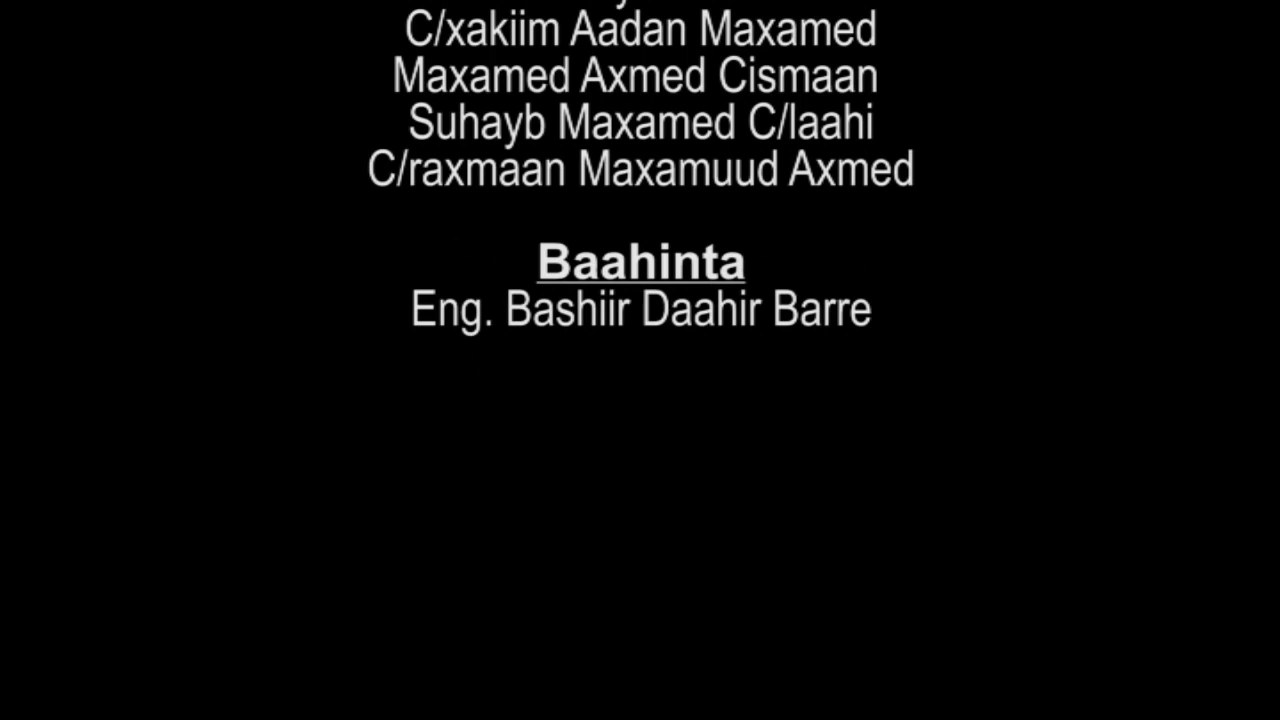 C/xakiim Aadan Maxamed
Maxamed Axmed Cismaan
Suhayb Maxamed C/laahi
C/raxmaan Maxamuud Axmed
Baahinta
Eng. Bashiir Daahir Barre